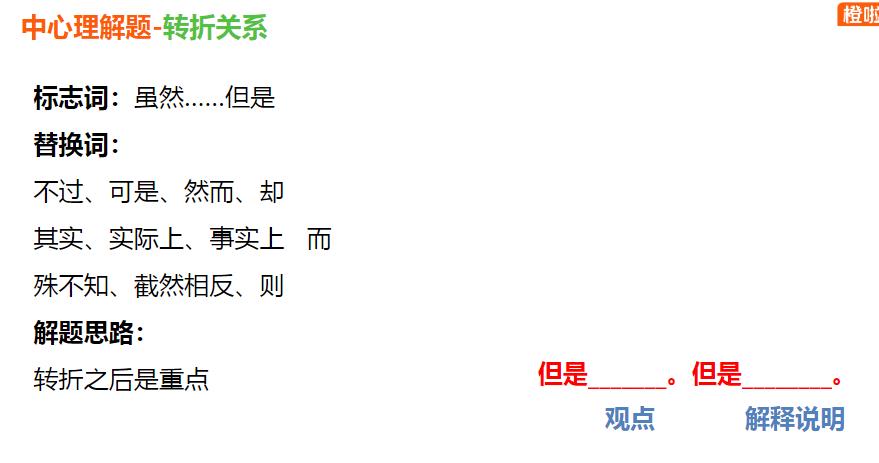 中心理解题-转折关系
橙啦
标志词：虽然……但是
替换词：
不过、可是、然而、却
其实、实际上、事实上 而
殊不知、截然相反、则
解题思路：
转折之后是重点
但是_______。但是________。
观点 解释说明